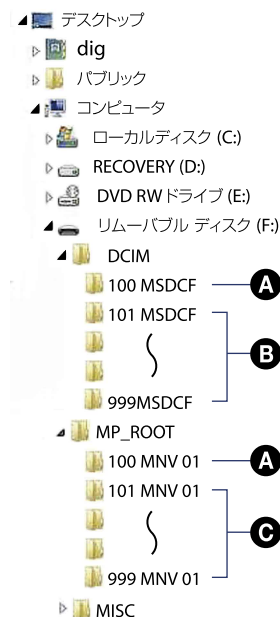 デスクトップ
dig
パブリック
コンピュータ
ローカルディスク (C:)
RECOVERY (D:)
DVD RW ドライブ (E:)
リムーバブル ディスク (F:)
DCIM
100 MSDCF A
101 MSDCF
B
999MSDCF
MP_ROOT
100 MNV 01 A
101 MNV 01
C
999 MNV 01
MISC